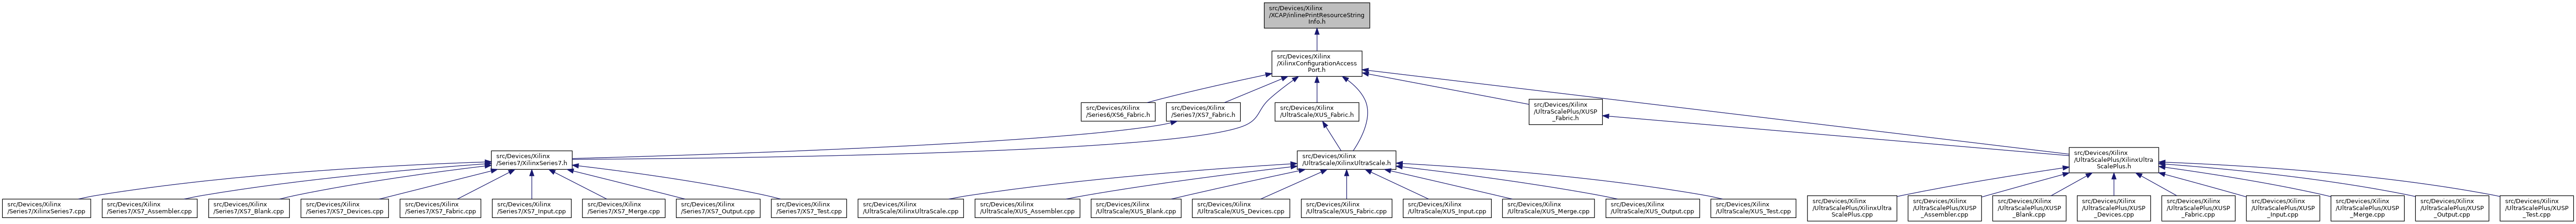 src/Devices/Xilinx
/XCAP/inlinePrintResourceString
Info.h
src/Devices/Xilinx
/XilinxConfigurationAccess
Port.h
src/Devices/Xilinx
/Series6/XS6_Fabric.h
src/Devices/Xilinx
/Series7/XS7_Fabric.h
src/Devices/Xilinx
/UltraScale/XUS_Fabric.h
src/Devices/Xilinx
/UltraScalePlus/XUSP
_Fabric.h
src/Devices/Xilinx
/Series7/XilinxSeries7.h
src/Devices/Xilinx
/UltraScale/XilinxUltraScale.h
src/Devices/Xilinx
/UltraScalePlus/XilinxUltra
ScalePlus.h
src/Devices/Xilinx
/Series7/XilinxSeries7.cpp
src/Devices/Xilinx
/Series7/XS7_Assembler.cpp
src/Devices/Xilinx
/Series7/XS7_Blank.cpp
src/Devices/Xilinx
/Series7/XS7_Devices.cpp
src/Devices/Xilinx
/Series7/XS7_Fabric.cpp
src/Devices/Xilinx
/Series7/XS7_Input.cpp
src/Devices/Xilinx
/Series7/XS7_Merge.cpp
src/Devices/Xilinx
/Series7/XS7_Output.cpp
src/Devices/Xilinx
/Series7/XS7_Test.cpp
src/Devices/Xilinx
/UltraScale/XilinxUltraScale.cpp
src/Devices/Xilinx
/UltraScale/XUS_Assembler.cpp
src/Devices/Xilinx
/UltraScale/XUS_Blank.cpp
src/Devices/Xilinx
/UltraScale/XUS_Devices.cpp
src/Devices/Xilinx
/UltraScale/XUS_Fabric.cpp
src/Devices/Xilinx
/UltraScale/XUS_Input.cpp
src/Devices/Xilinx
/UltraScale/XUS_Merge.cpp
src/Devices/Xilinx
/UltraScale/XUS_Output.cpp
src/Devices/Xilinx
/UltraScale/XUS_Test.cpp
src/Devices/Xilinx
/UltraScalePlus/XilinxUltra
ScalePlus.cpp
src/Devices/Xilinx
/UltraScalePlus/XUSP
_Assembler.cpp
src/Devices/Xilinx
/UltraScalePlus/XUSP
_Blank.cpp
src/Devices/Xilinx
/UltraScalePlus/XUSP
_Devices.cpp
src/Devices/Xilinx
/UltraScalePlus/XUSP
_Fabric.cpp
src/Devices/Xilinx
/UltraScalePlus/XUSP
_Input.cpp
src/Devices/Xilinx
/UltraScalePlus/XUSP
_Merge.cpp
src/Devices/Xilinx
/UltraScalePlus/XUSP
_Output.cpp
src/Devices/Xilinx
/UltraScalePlus/XUSP
_Test.cpp